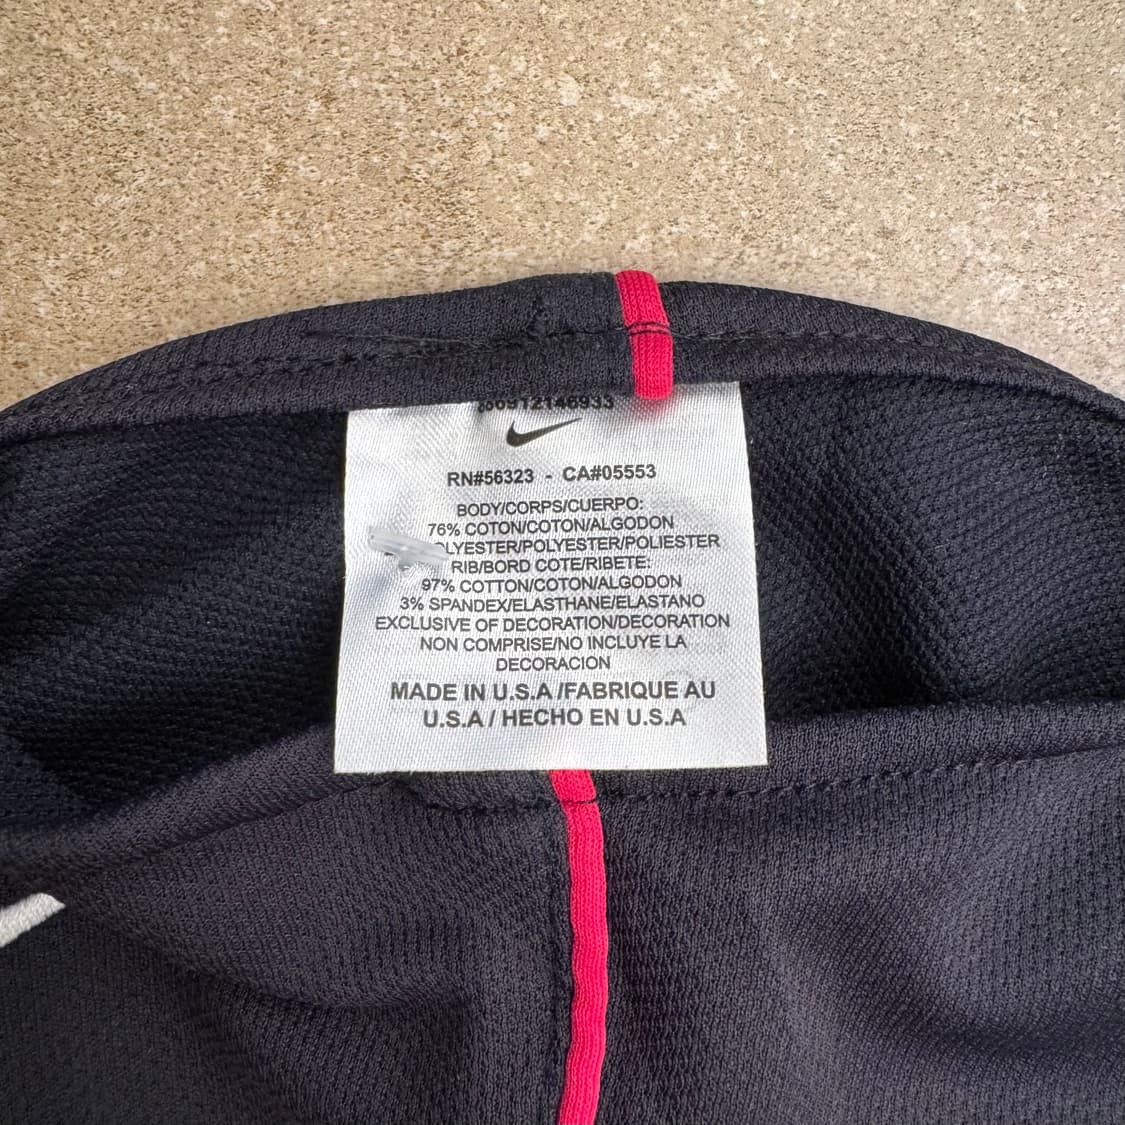 RN#56323 - CA#05553
BODY/CORPS/CUERPO:
76% COTON/COTON/ALGODON
OLYESTER/POLYESTER/POLIESTER
RIB/BORD COTE/RIBETE:
97% COTTON/COTON/ALGODON
3% SPANDEX/ELASTHANE/ELASTANO
EXCLUSIVE OF DECORATION/DECORATION
NON COMPRISE/NO INCLUYE LA
DECORACION
MADE IN U.S.A /FABRIQUE AU
U.S.A / HECHO EN U.S.A